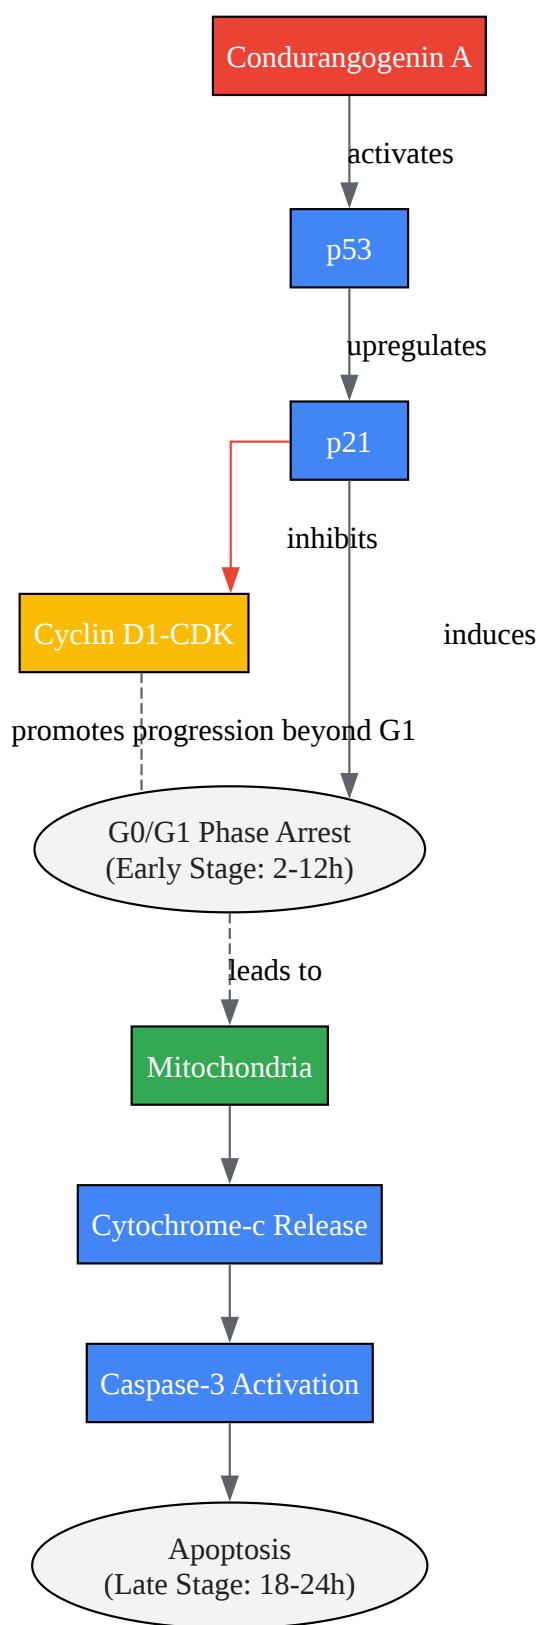 Condurangogenin A
activates
p53
upregulates
p21
inhibits
Cyclin D1-CDK
induces
promotes progression beyond G1
G0/G1 Phase Arrest
(Early Stage: 2-12h)
leads to
Mitochondria
Cytochrome-c Release
Caspase-3 Activation
Apoptosis
(Late Stage: 18-24h)